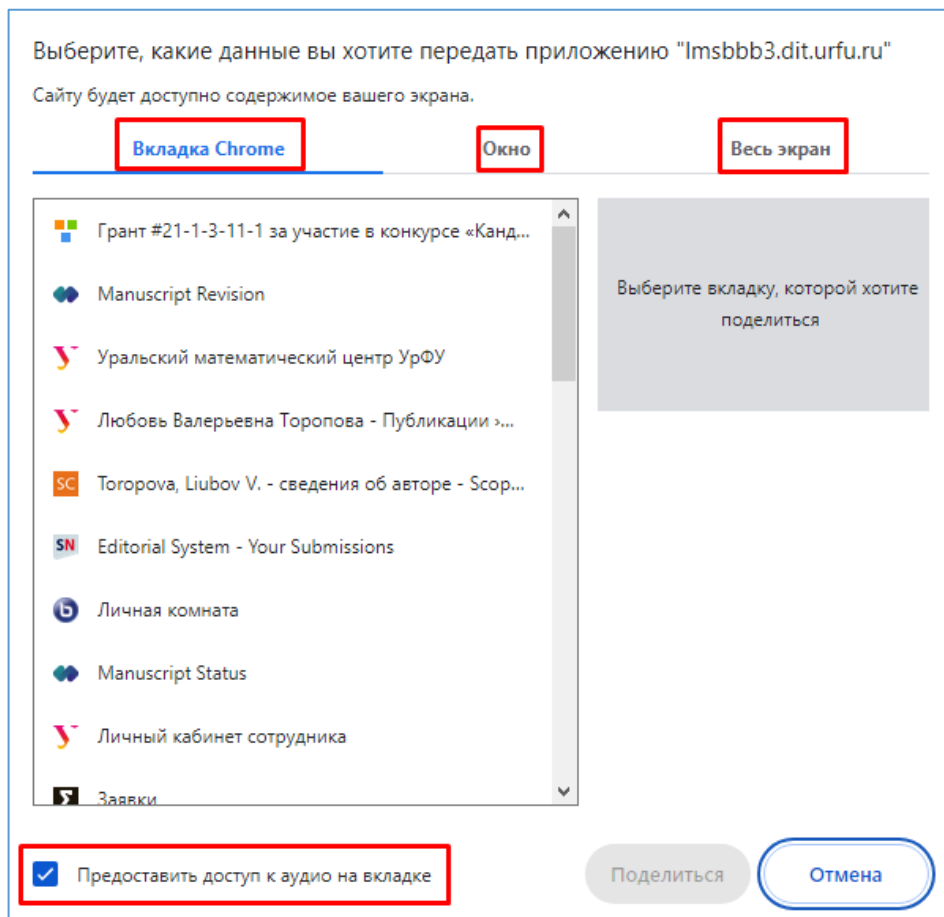 Выберите, какие данные вы хотите передать приложению "lmsbbb3.dit.urfu.ru"
Сайту будет доступно содержимое вашего экрана.
Вкладка Chrome
Окно
Весь экран
Грант #21-1-3-11-1 за участие в конкурсе «Канд...
Manuscript Revision
Уральский математический центр УрФУ
Любовь Валерьевна Торопова - Публикации ›...
SC Toropova, Liubov V. - сведения об авторе - Scop...
SN Editorial System - Your Submissions
Личная комната
Manuscript Status
Личный кабинет сотрудника
Заявки
Выберите вкладку, которой хотите
поделиться
Предоставить доступ к аудио на вкладке
Поделиться
Отмена